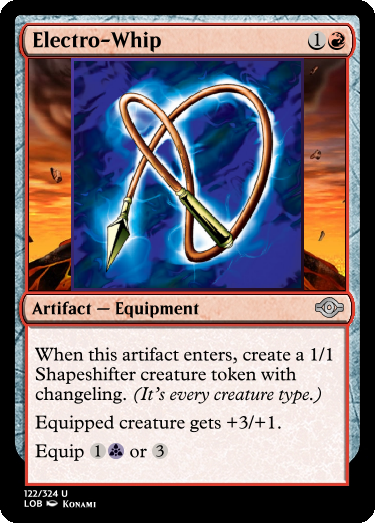 Electro-Whip 1
Artifact — Equipment
When this artifact enters, create a 1/1
Shapeshifter creature token with
changeling. (It's every creature type.)
Equipped creature gets +3/+1.
Equip 1 or 3
122/324 U
LOB KONAMI